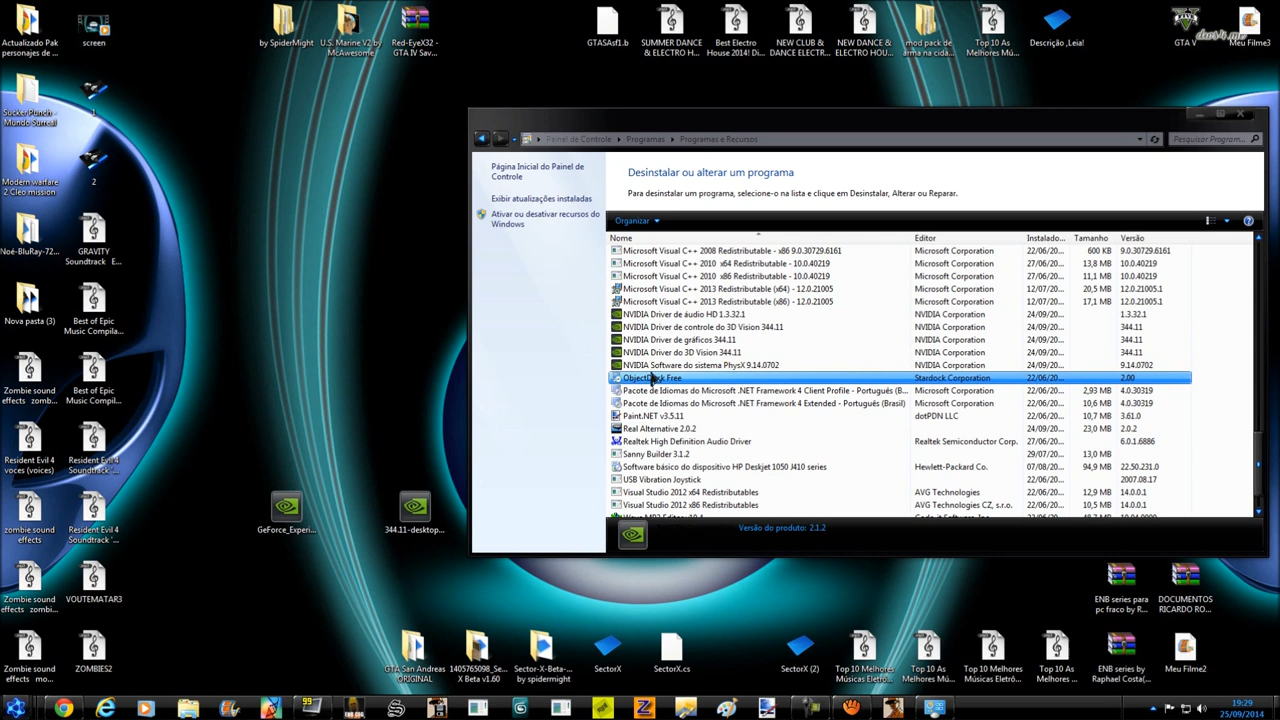 Actualizado Pak
personajes de ...
screen
by SpiderMight
U.S. Marine V2 by
McAwesome
Red-EyeX32 -
GTA IV Sav...
GTASAsf1.b
SUMMER DANCE
& ELECTRO H...
Best Electro
House 2014! Di...
NEW CLUB &
DANCE ELECTR...
NEW DANCE &
ELECTRO HOU...
mod pack de
arma na cida...
Top 10 As
Melhores Mú...
Descrição ,Leia!
GTA V
Meu Filme3
Sucker Punch -
Mundo Surreal
1
Modern warfare
2 Cleo mission
2
Noé-BluRay-72...
GRAVITY
Soundtrack E...
Nova pasta (3)
Best of Epic
Music Compila...
Zombie sound
effects
Resident Evil 4
Soundtrack '...
Resident Evil 4
voces (voices)
Resident Evil 4
Soundtrack '...
zombie sound
effects
Resident Evil 4
Soundtrack '...
Zombie sound
effects zombi...
VOUTEMATAR3
Zombie sound
effects mo...
ZOMBIES2
Painel de Controle
Programas
Programas e Recursos
Pesquisar Program...
Página Inicial do Painel de
Controle
Exibir atualizações instaladas
Ativar ou desativar recursos do
Windows
Desinstalar ou alterar um programa
Para desinstalar um programa, selecione-o na lista e clique em Desinstalar, Alterar ou Reparar.
Organizar
Nome Editor Instalado... Tamanho Versão
Microsoft Visual C++ 2008 Redistributable - x86 9.0.30729.6161 Microsoft Corporation 22/06/20... 600 KB 9.0.30729.6161
Microsoft Visual C++ 2010 x64 Redistributable - 10.0.40219 Microsoft Corporation 27/06/20... 13,8 MB 10.0.40219
Microsoft Visual C++ 2010 x86 Redistributable - 10.0.40219 Microsoft Corporation 27/06/20... 11,1 MB 10.0.40219
Microsoft Visual C++ 2013 Redistributable (x64) - 12.0.21005 Microsoft Corporation 12/07/20... 20,5 MB 12.0.21005.1
Microsoft Visual C++ 2013 Redistributable (x86) - 12.0.21005 Microsoft Corporation 12/07/20... 17,1 MB 12.0.21005.1
NVIDIA Driver de áudio HD 1.3.32.1 NVIDIA Corporation 24/09/20... 1.3.32.1
NVIDIA Driver de controle do 3D Vision 344.11 NVIDIA Corporation 24/09/20... 344.11
NVIDIA Driver de gráficos 344.11 NVIDIA Corporation 24/09/20... 344.11
NVIDIA Driver do 3D Vision 344.11 NVIDIA Corporation 24/09/20... 344.11
NVIDIA Software do sistema PhysX 9.14.0702 NVIDIA Corporation 24/09/20... 9.14.0702
ObjectDock Free Stardock Corporation 22/06/20... 2.00
Pacote de Idiomas do Microsoft .NET Framework 4 Client Profile - Português (B... Microsoft Corporation 22/06/20... 2,93 MB 4.0.30319
Pacote de Idiomas do Microsoft .NET Framework 4 Extended - Português (Brasil) Microsoft Corporation 22/06/20... 10,6 MB 4.0.30319
Paint.NET v3.5.11 dotPDN LLC 22/06/20... 10,7 MB 3.61.0
Real Alternative 2.0.2 22/06/20... 23,0 MB 2.0.2
Realtek High Definition Audio Driver Realtek Semiconductor Corp. 27/06/20... 6.0.1.6886
Sanny Builder 3.1.2 29/07/20... 13,0 MB
Software básico do dispositivo HP Deskjet 1050 J410 series Hewlett-Packard Co. 07/08/20... 94,9 MB 22.50.231.0
USB Vibration Joystick 22/06/20... 2007.08.17
Visual Studio 2012 x64 Redistributables AVG Technologies 22/06/20... 12,9 MB 14.0.0.1
Visual Studio 2012 x86 Redistributables AVG Technologies CZ, s.r.o. 22/06/20... 10,5 MB 14.0.0.1
Versão do produto: 2.1.2
GeForce_Experi...
344.11-desktop...
ENB series para
pc fraco by R...
DOCUMENTOS
RICARDO RO...
GTA San Andreas
ORIGINAL
1405765098_Se...
X Beta v1.60
Sector-X-Beta-...
by spidermight
SectorX
SectorX.cs
SectorX (2)
Top 10 Melhores
Músicas Eletrô...
Top 10 As
Melhores Mú...
Top 10 Melhores
Músicas Eletrô...
Top 10 As
Melhores Mú...
ENB series by
Raphael Costa(...
Meu Filme2
99
19:29
25/09/2014